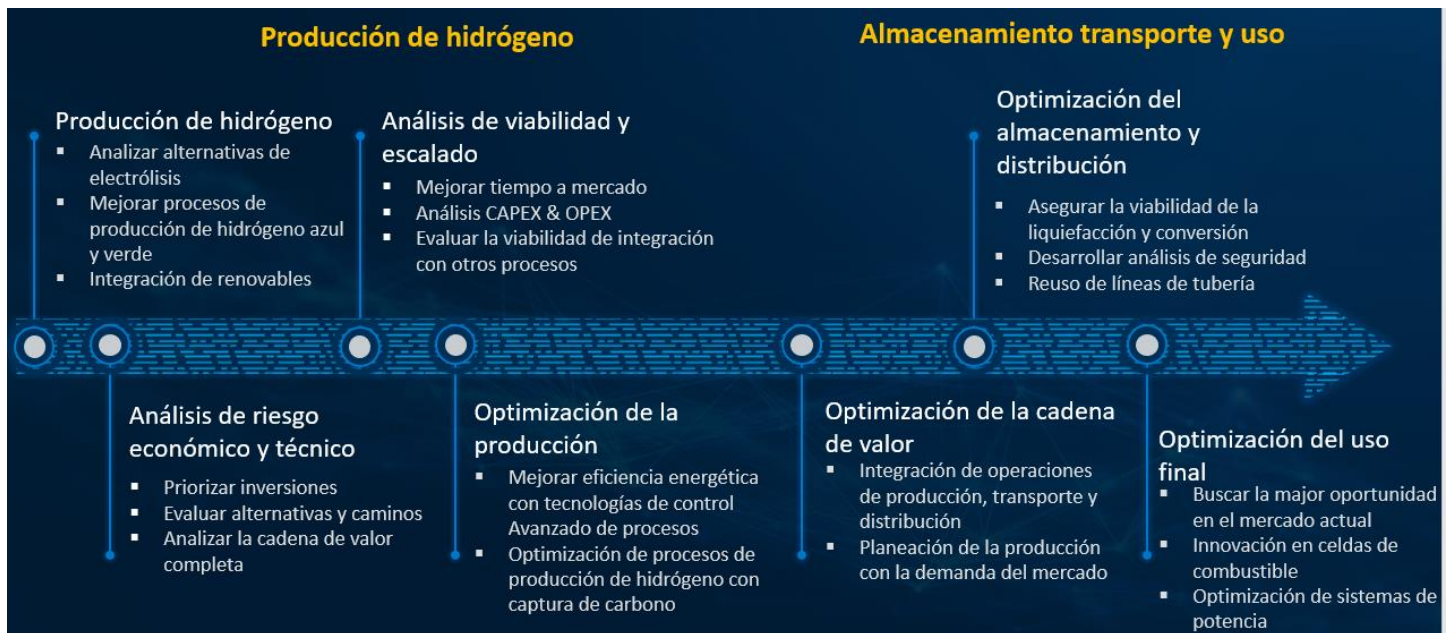 Producción de hidrógeno
Almacenamiento transporte y uso
Producción de hidrógeno
▪ Analizar alternativas de
electrólisis
▪ Mejorar procesos de
producción de hidrógeno azul
y verde
▪ Integración de renovables
Análisis de viabilidad y
escalado
▪ Mejorar tiempo a mercado
▪ Análisis CAPEX & OPEX
▪ Evaluar la viabilidad de integración
con otros procesos
Optimización del
almacenamiento y
distribución
▪ Asegurar la viabilidad de la
liquefacción y conversión
▪ Desarrollar análisis de seguridad
▪ Reuso de líneas de tubería
Análisis de riesgo
económico y técnico
▪ Priorizar inversiones
▪ Evaluar alternativas y caminos
▪ Analizar la cadena de valor
completa
Optimización de la
producción
▪ Mejorar eficiencia energética
con tecnologías de control
Avanzado de procesos
▪ Optimización de procesos de
producción de hidrógeno con
captura de carbono
Optimización de la cadena
de valor
▪ Integración de operaciones
de producción, transporte y
distribución
▪ Planeación de la producción
con la demanda del mercado
Optimización del uso
final
▪ Buscar la major oportunidad
en el mercado actual
▪ Innovación en celdas de
combustible
▪ Optimización de sistemas de
potencia